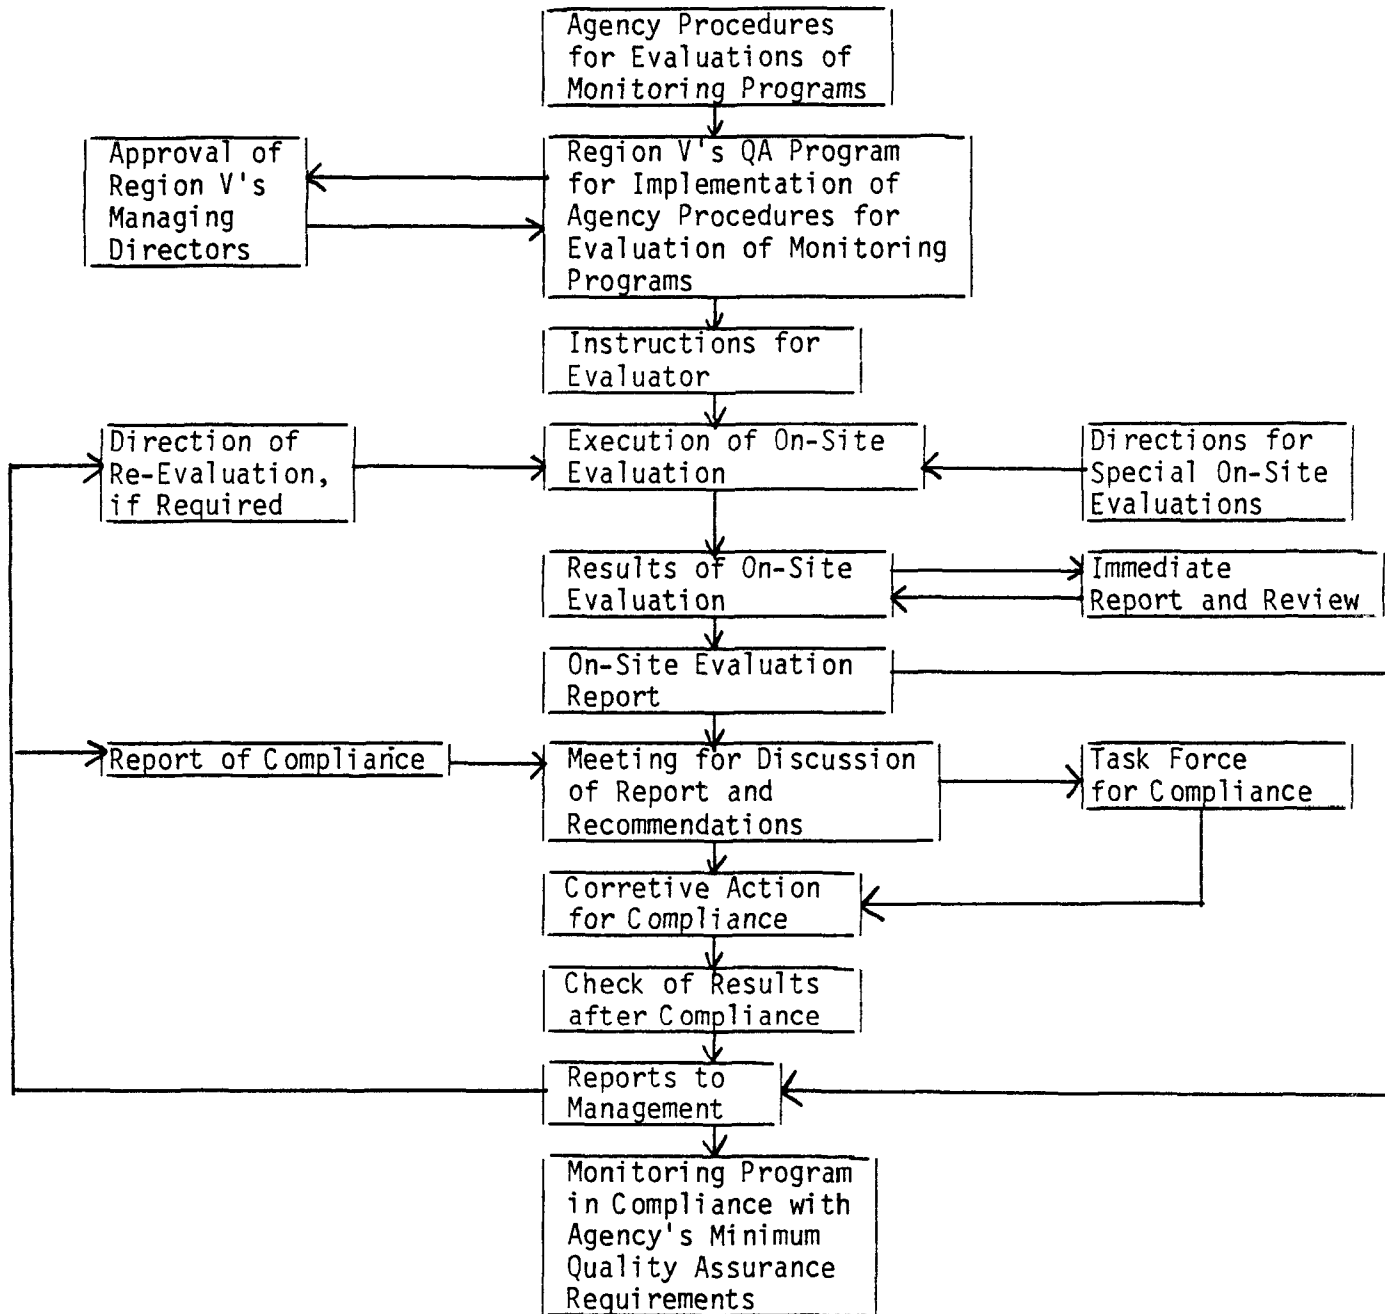 Agency Procedures
for Evaluations of
Monitoring Programs
Approval of
Region V's
Managing
Directors
Region V's QA Program
for Implementation of
Agency Procedures for
Evaluation of Monitoring
Programs
Instructions for
Evaluator
Direction of
Re-Evaluation,
if Required
Execution of On-Site
Evaluation
Directions for
Special On-Site
Evaluations
Results of On-Site
Evaluation
Immediate
Report and Review
On-Site Evaluation
Report
Report of Compliance
Meeting for Discussion
of Report and
Recommendations
Task Force
for Compliance
Corretive Action
for Compliance
Check of Results
after Compliance
Reports to
Management
Monitoring Program
in Compliance with
Agency's Minimum
Quality Assurance
Requirements